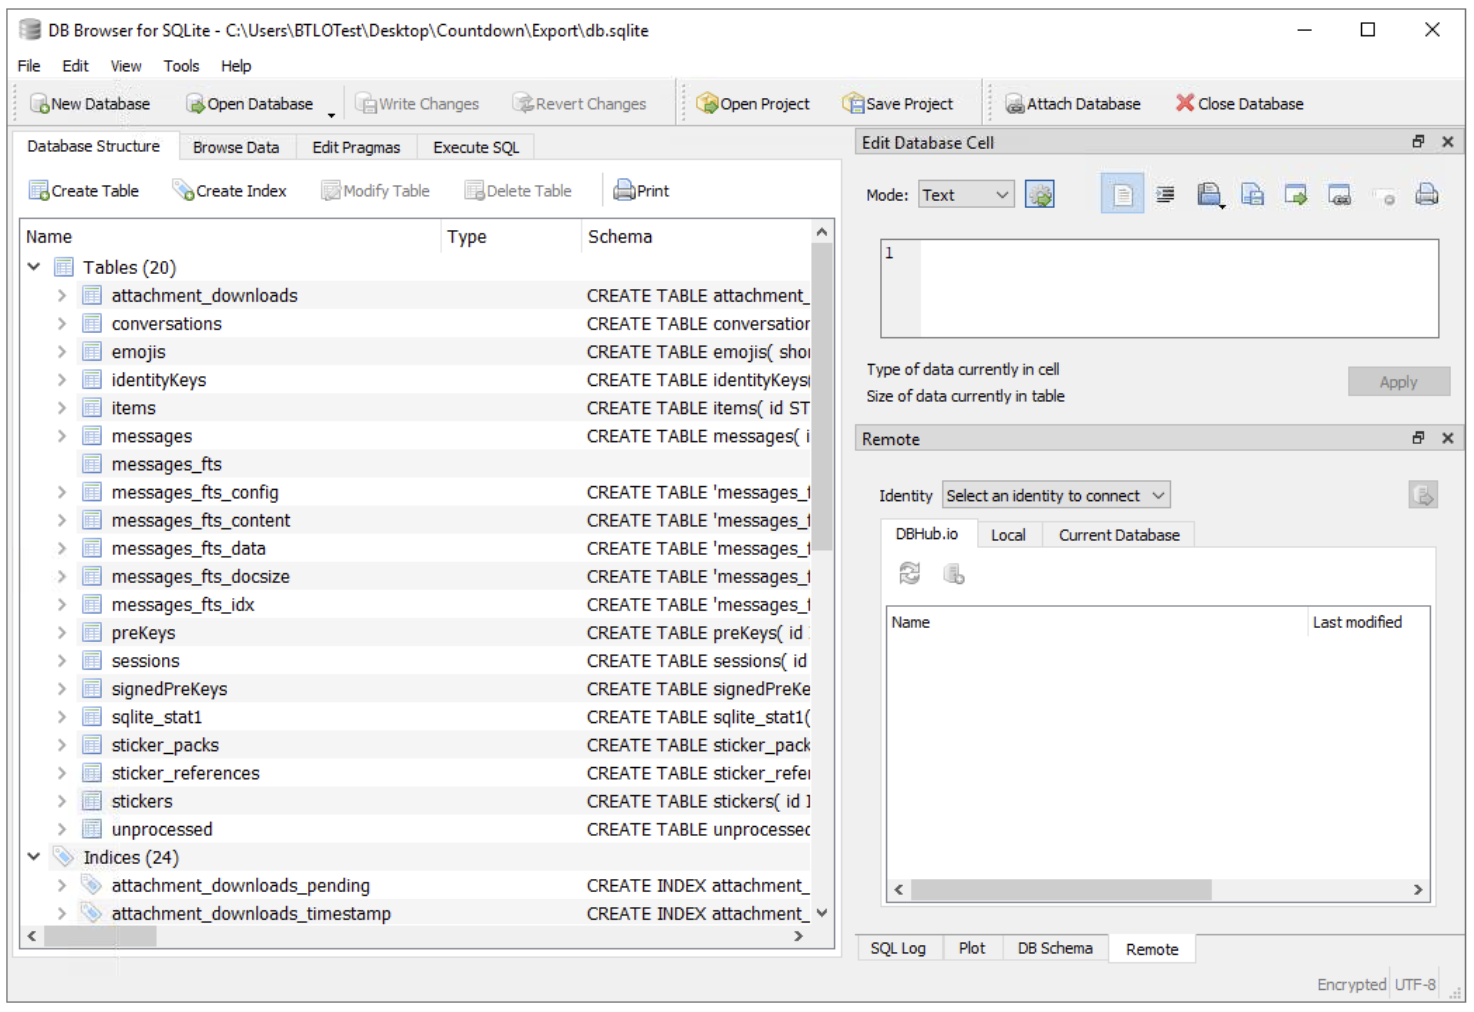 DB Browser for SQLite - C:\Users\BTLOTest\Desktop\Countdown\Export\db.sqlite
File Edit View Tools Help
New Database Open Database Write Changes Revert Changes Open Project Save Project Attach Database Close Database
Database Structure Browse Data Edit Pragmas Execute SQL
Create Table Create Index Modify Table Delete Table Print
Name Type Schema
Tables (20)
attachment_downloads CREATE TABLE attachment_
conversations CREATE TABLE conversation
emojis CREATE TABLE emojis( shor
identityKeys CREATE TABLE identityKeys(
items CREATE TABLE items( id ST
messages CREATE TABLE messages( i
messages_fts
messages_fts_config CREATE TABLE 'messages_f
messages_fts_content CREATE TABLE 'messages_f
messages_fts_data CREATE TABLE 'messages_f
messages_fts_docsize CREATE TABLE 'messages_f
messages_fts_idx CREATE TABLE 'messages_f
preKeys CREATE TABLE preKeys( id
sessions CREATE TABLE sessions( id
signedPreKeys CREATE TABLE signedPreKe
sqlite_stat1 CREATE TABLE sqlite_stat1(
sticker_packs CREATE TABLE sticker_pack
sticker_references CREATE TABLE sticker_refer
stickers CREATE TABLE stickers( id I
unprocessed CREATE TABLE unprocessed
Indices (24)
attachment_downloads_pending CREATE INDEX attachment_
attachment_downloads_timestamp CREATE INDEX attachment_
Edit Database Cell
Mode: Text
1
Type of data currently in cell
Size of data currently in table
Apply
Remote
Identity Select an identity to connect
DBHub.io Local Current Database
Name Last modified
SQL Log Plot DB Schema Remote
Encrypted UTF-8